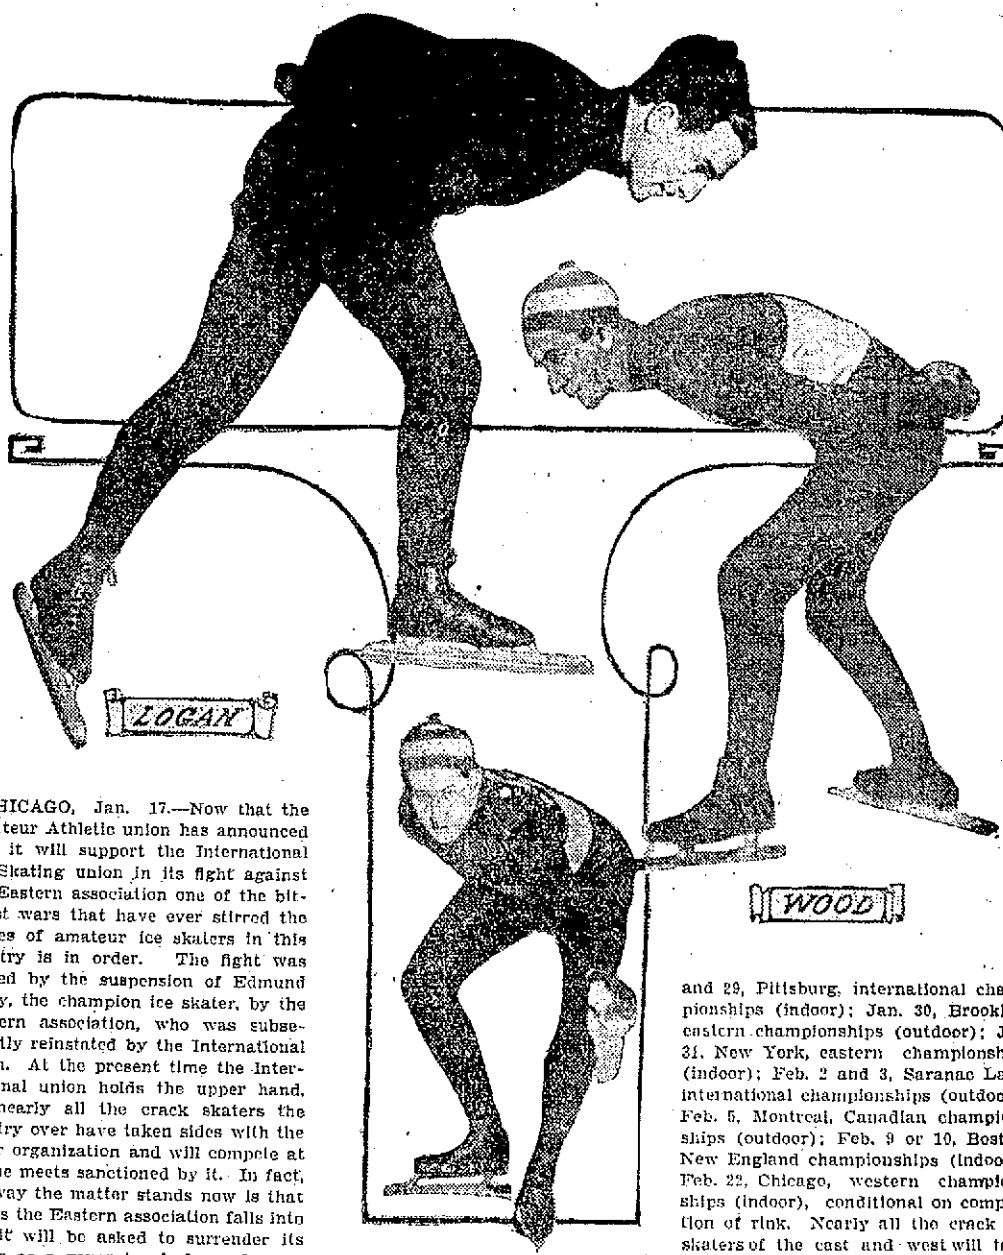 LOGAN
WOOD
HICAGO, Jan. 17.—Now that the
teur Athletic union has announced
it will support the International
Skating union in its fight against
Eastern association one of the bit-
st wars that have ever stirred the
es of amateur ice skaters in this
try is in order. The fight was
ed by the suspension of Edmund
y, the champion ice skater, by the
ern association, who was subse-
tly reinstated by the International
n. At the present time the Inter-
nal union holds the upper hand,
nearly all the crack skaters the
try over have taken sides with the
r organization and will compete at
e meets sanctioned by it. In fact,
way the matter stands now is that
s the Eastern association falls into
it will be asked to surrender its
and 29, Pittsburg, international cha
pionships (indoor); Jan. 30, Brookl
eastern championships (outdoor); J
31, New York, eastern championsh
(indoor); Feb. 2 and 3, Saranac La
international championships (outdoo
Feb. 5, Montreal, Canadian champi
ships (outdoor); Feb. 9 or 10, Bost
New England championships (indoo
Feb. 22, Chicago, western champi
ships (indoor), conditional on comp
tion of rink. Nearly all the crack
skaters of the east and west will t